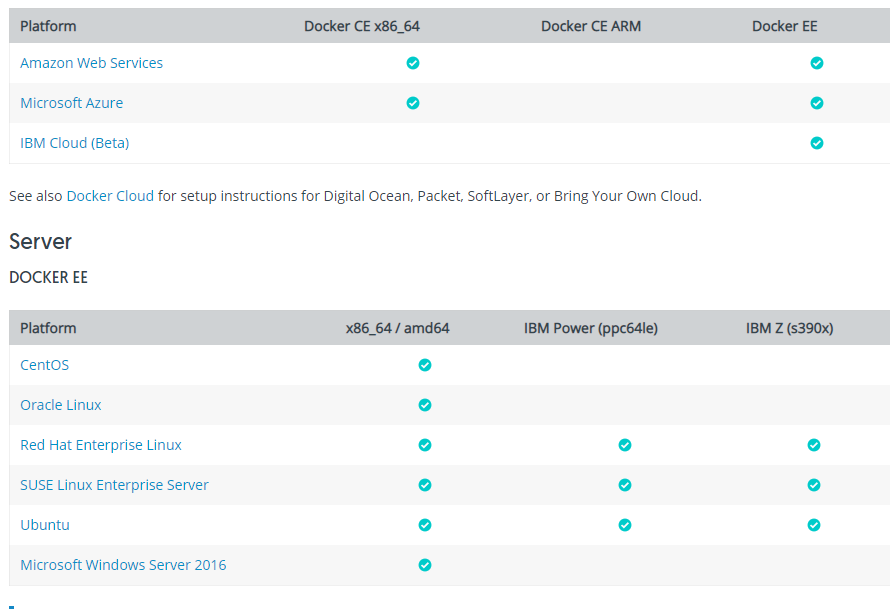 Platform Docker CE x86_64 Docker CE ARM Docker EE
Amazon Web Services
Microsoft Azure
IBM Cloud (Beta)
See also Docker Cloud for setup instructions for Digital Ocean, Packet, SoftLayer, or Bring Your Own Cloud.
Server
DOCKER EE
Platform x86_64 / amd64 IBM Power (ppc64le) IBM Z (s390x)
CentOS
Oracle Linux
Red Hat Enterprise Linux
SUSE Linux Enterprise Server
Ubuntu
Microsoft Windows Server 2016